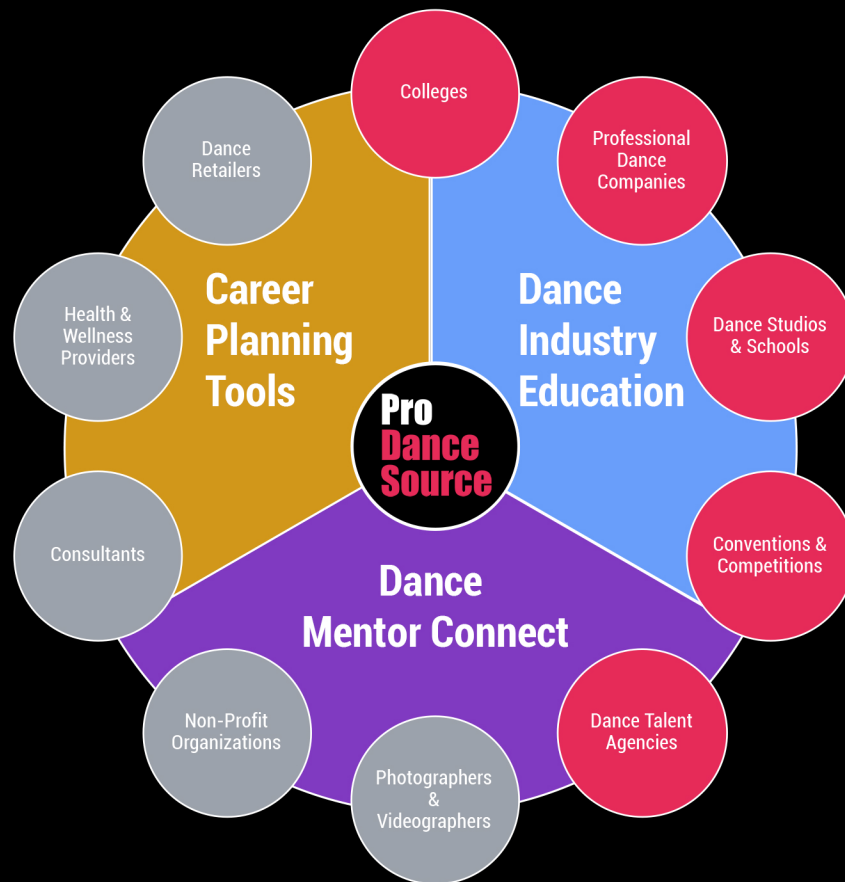 Colleges
Professional
Dance
Companies
Dance Studios
& Schools
Conventions &
Competitions
Dance Talent
Agencies
Photographers
&
Videographers
Non-Profit
Organizations
Consultants
Health &
Wellness
Providers
Dance
Retailers
Career
Planning
Tools
Dance
Industry
Education
Dance
Mentor Connect
Pro
Dance
Source